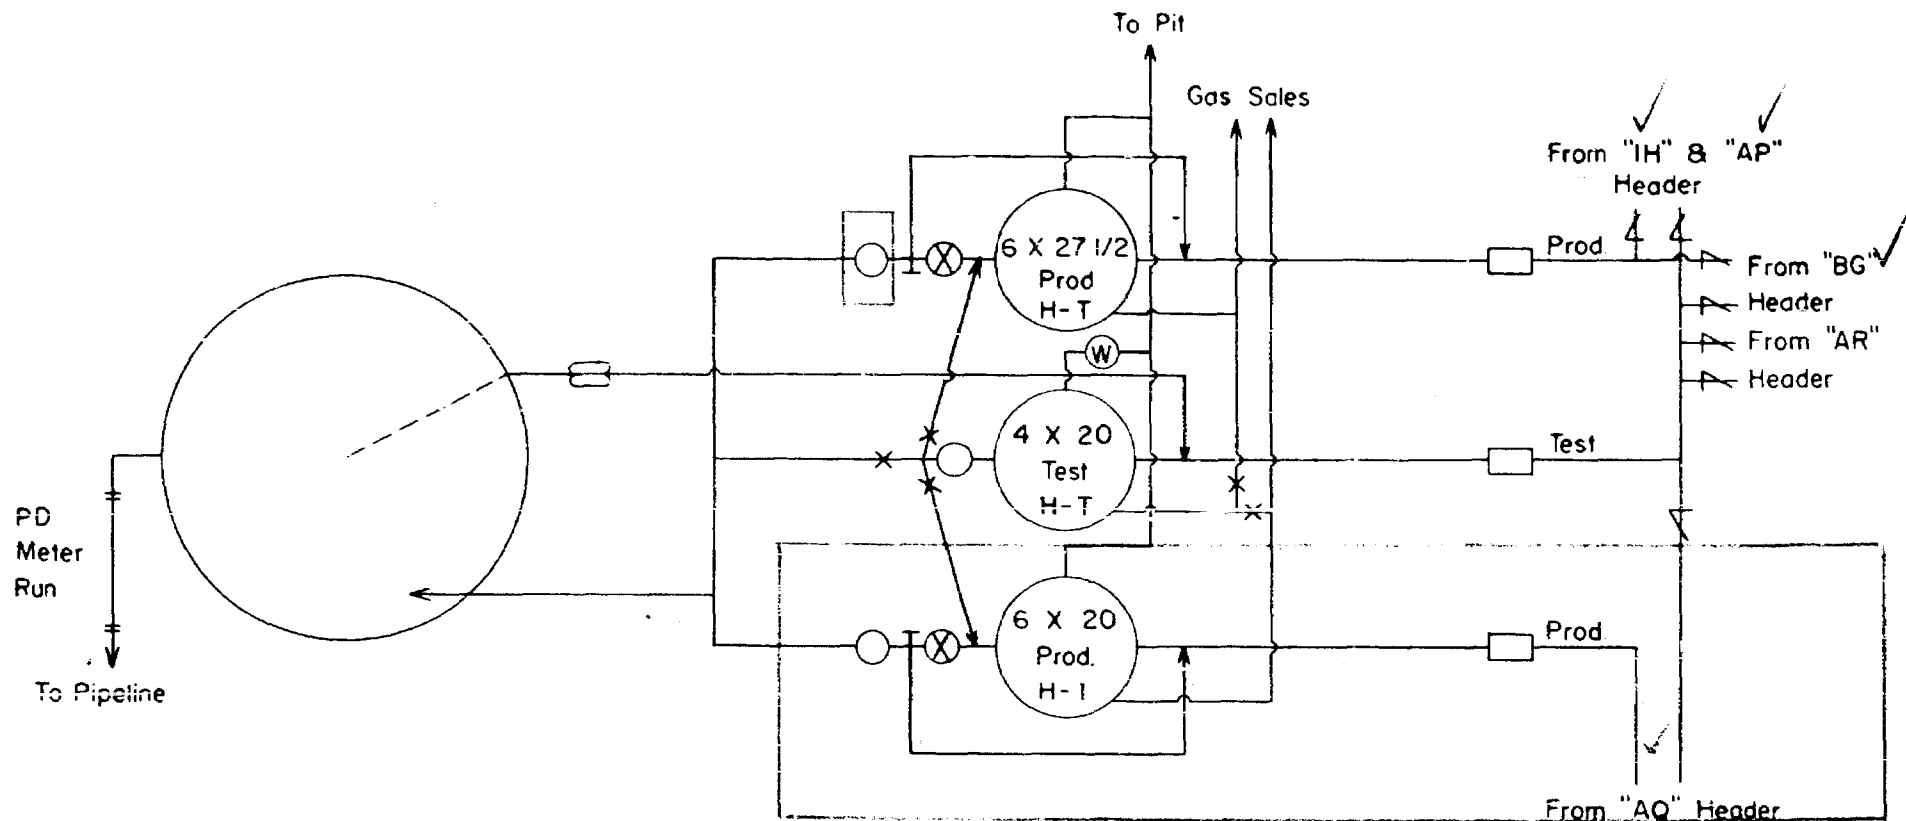 To Pit
Gas Sales
From "IH" & "AP"
Header
6 X 27 1/2
Prod
H-T
Prod
From "BG"
Header
From "AR"
Header
W
4 X 20
Test
H-T
Test
PD
Meter
Run
To Pipeline
6 X 20
Prod.
H-1
Prod
From "AQ" Header